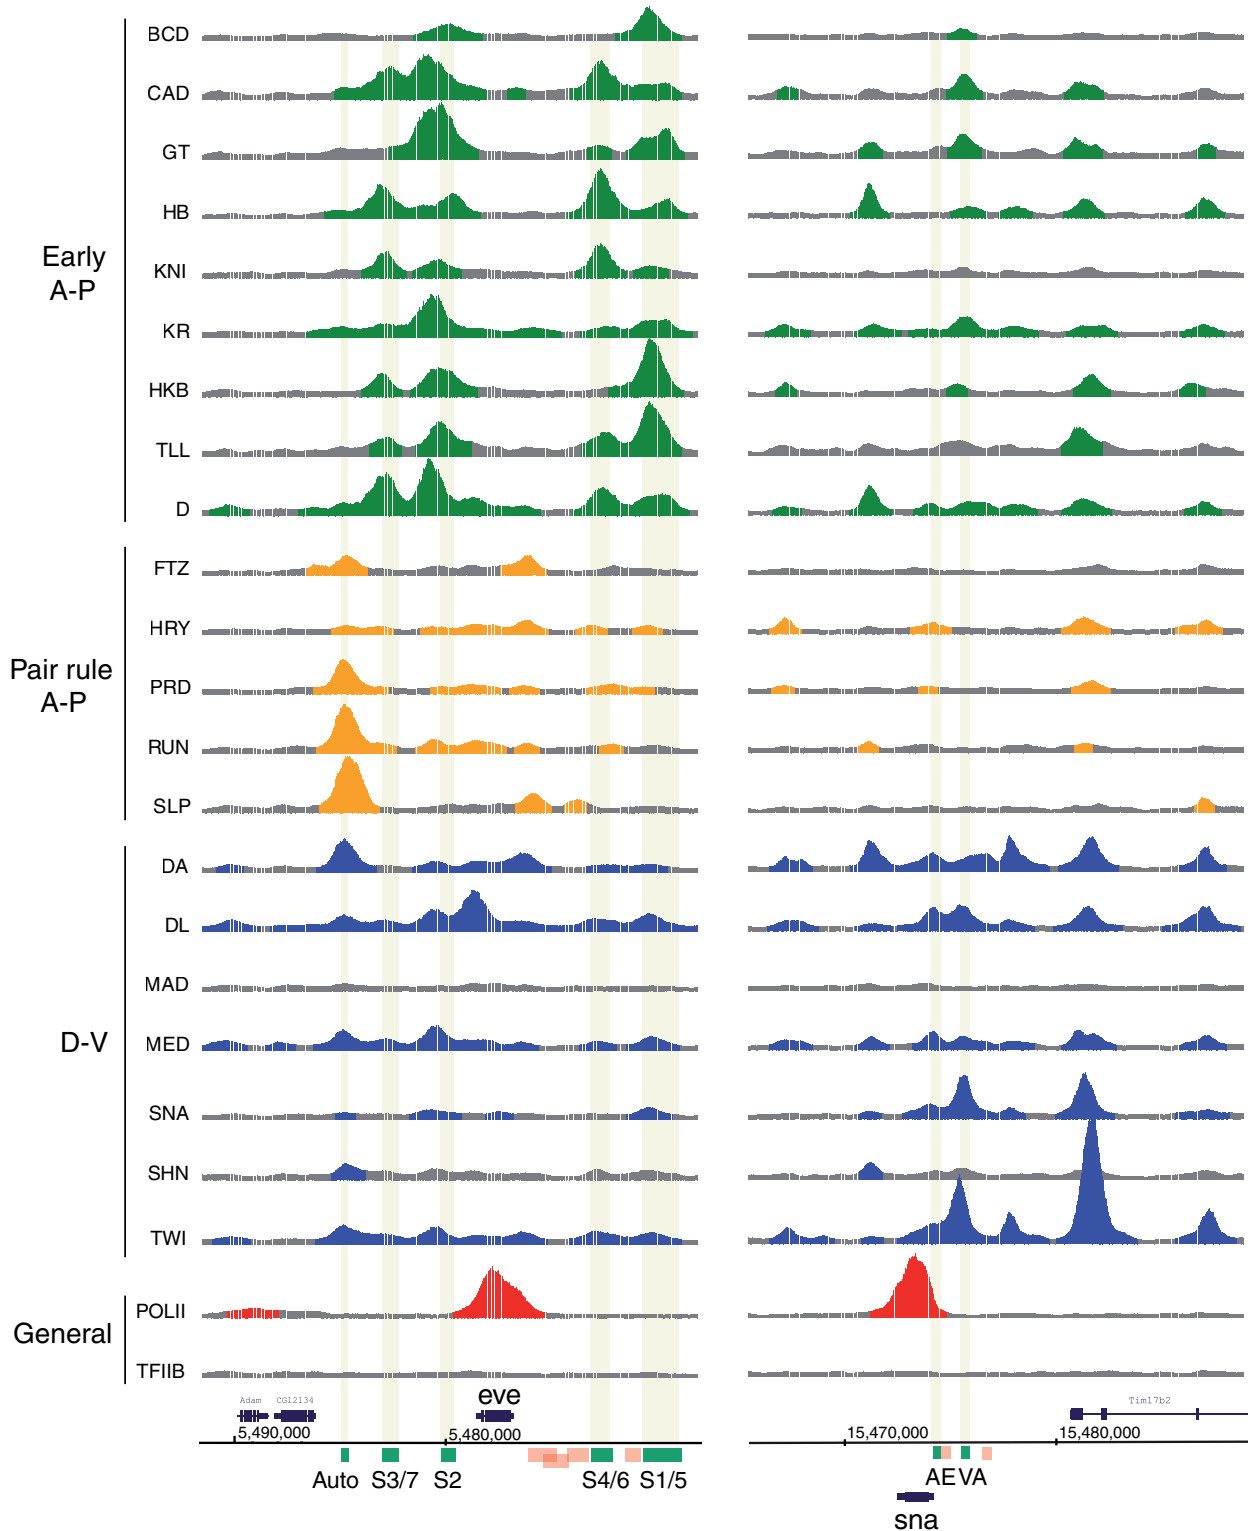 BCD
CAD
GT
HB
KNI
KR
HKB
TLL
D
Early
A-P
FTZ
HRY
PRD
RUN
SLP
Pair rule
A-P
DA
DL
MAD
MED
SNA
SHN
TWI
D-V
POLII
TFIIB
General
Adam CG12134 eve Tim17b2
5,490,000 5,480,000 15,470,000 15,480,000
Auto S3/7 S2 S4/6 S1/5 AE VA
sna